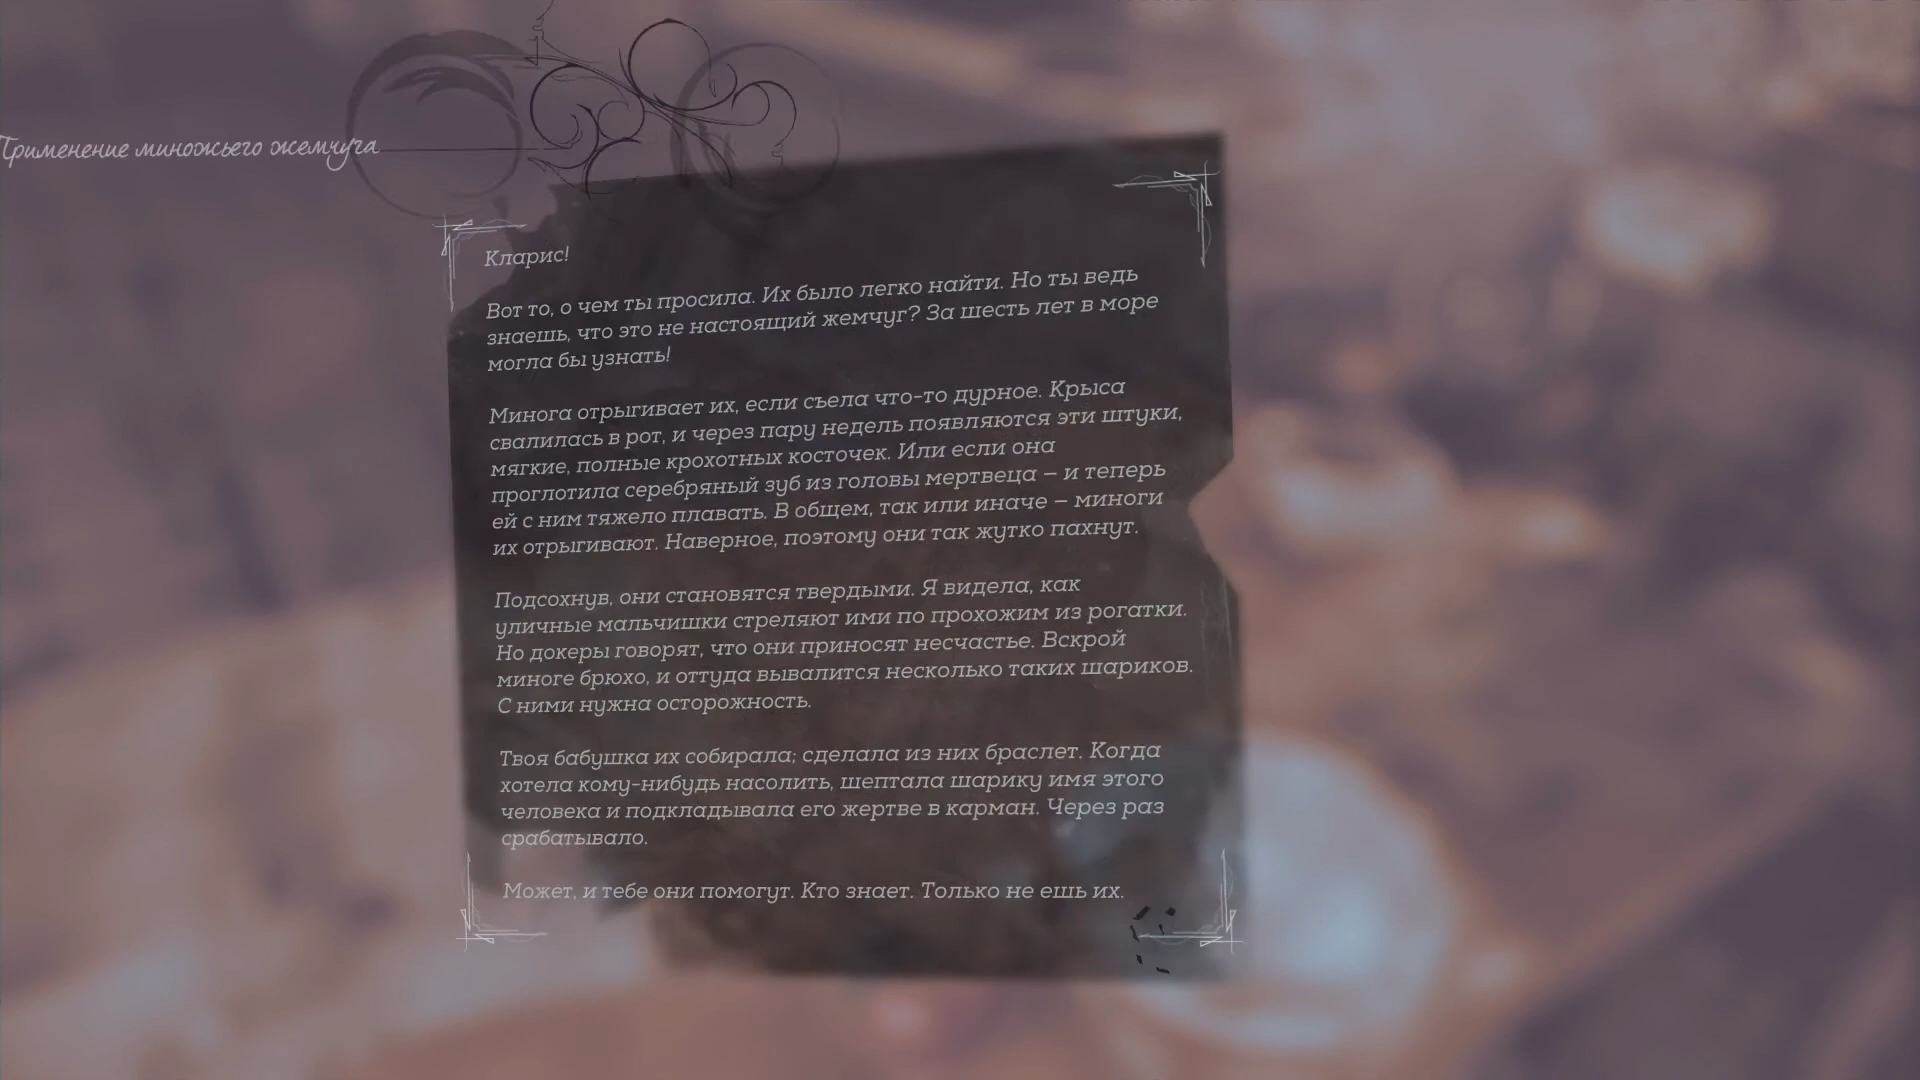 Применение миножьего жемчуга
Кларис!
Вот то, о чем ты просила. Их было легко найти. Но ты ведь
знаешь, что это не настоящий жемчуг? За шесть лет в море
могла бы узнать!
Минога отрыгивает их, если съела что-то дурное. Крыса
свалилась в рот, и через пару недель появляются эти штуки,
мягкие, полные крохотных косточек. Или если она
проглотила серебряный зуб из головы мертвеца – и теперь
ей с ним тяжело плавать. В общем, так или иначе – миноги
их отрыгивают. Наверное, поэтому они так жутко пахнут.
Подсохнув, они становятся твердыми. Я видела, как
уличные мальчишки стреляют ими по прохожим из рогатки.
Но докеры говорят, что они приносят несчастье. Вскрой
миноге брюхо, и оттуда вывалится несколько таких шариков.
С ними нужна осторожность.
Твоя бабушка их собирала; сделала из них браслет. Когда
хотела кому-нибудь насолить, шептала шарику имя этого
человека и подкладывала его жертве в карман. Через раз
срабатывало.
Может, и тебе они помогут. Кто знает. Только не ешь их.